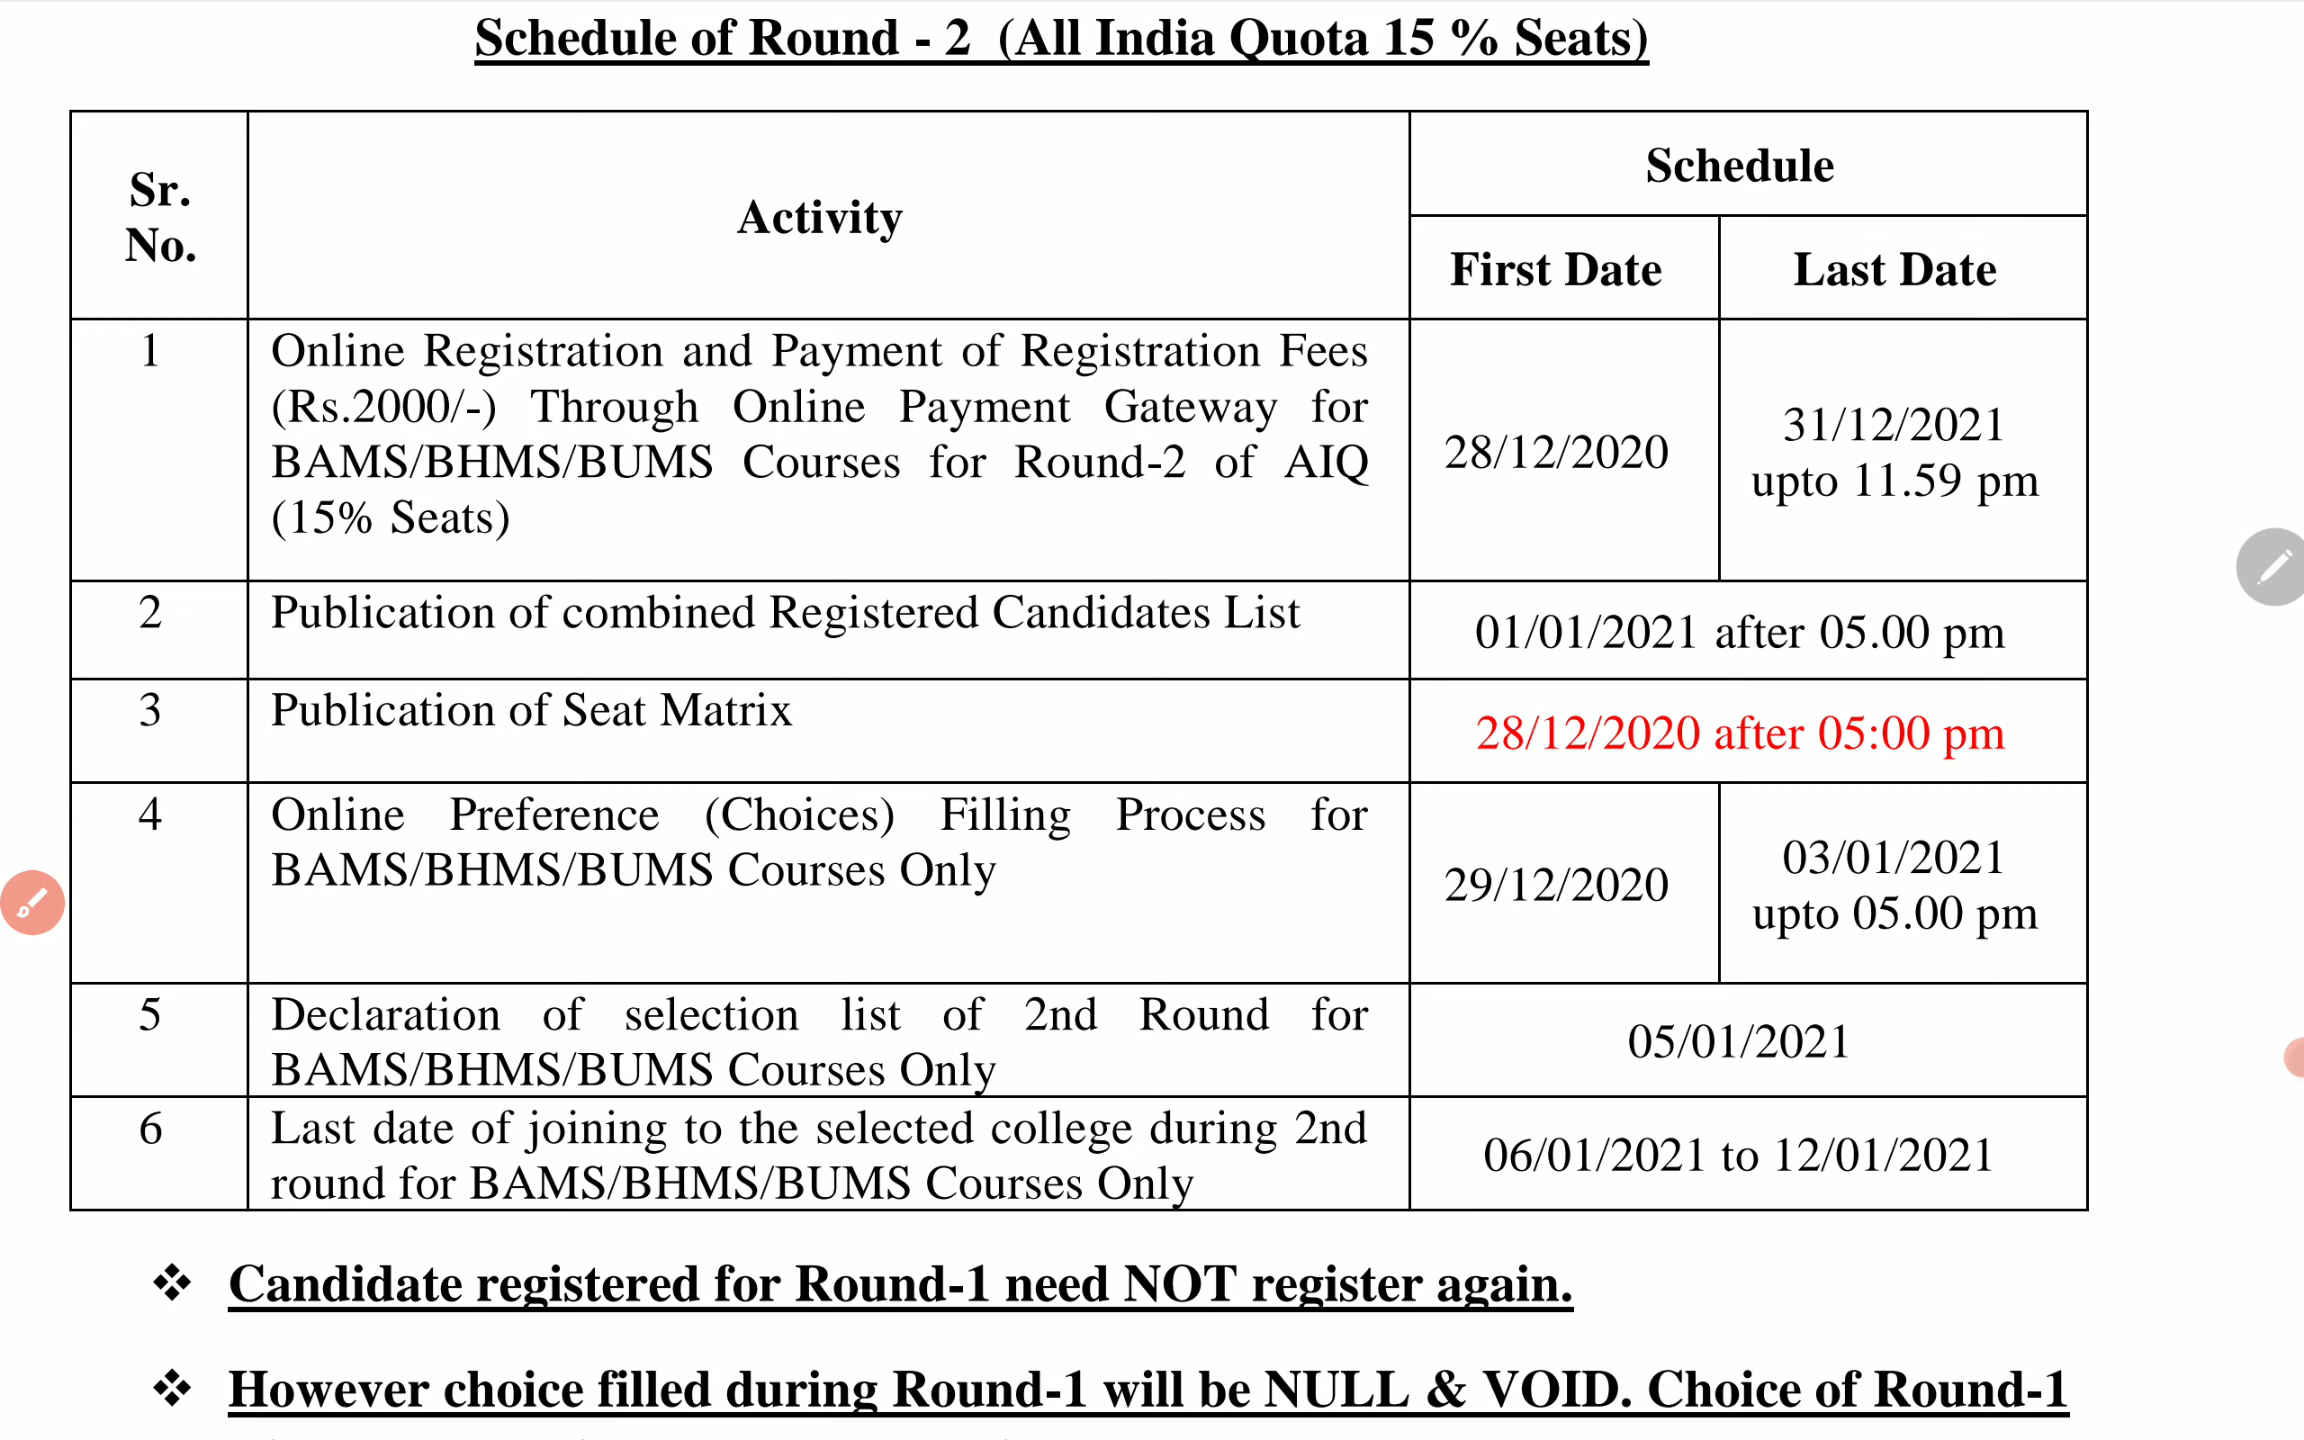 Schedule of Round - 2 (All India Quota 15 % Seats)
Sr.
No.
Activity
Schedule
First Date
Last Date
1
Online Registration and Payment of Registration Fees
(Rs.2000/-) Through Online Payment Gateway for
BAMS/BHMS/BUMS Courses for Round-2 of AIQ
(15% Seats)
28/12/2020
31/12/2021
upto 11.59 pm
2
Publication of combined Registered Candidates List
01/01/2021 after 05.00 pm
3
Publication of Seat Matrix
28/12/2020 after 05:00 pm
4
Online Preference (Choices) Filling Process for
BAMS/BHMS/BUMS Courses Only
29/12/2020
03/01/2021
upto 05.00 pm
5
Declaration of selection list of 2nd Round for
BAMS/BHMS/BUMS Courses Only
05/01/2021
6
Last date of joining to the selected college during 2nd
round for BAMS/BHMS/BUMS Courses Only
06/01/2021 to 12/01/2021
❖ Candidate registered for Round-1 need NOT register again.
❖ However choice filled during Round-1 will be NULL & VOID. Choice of Round-1